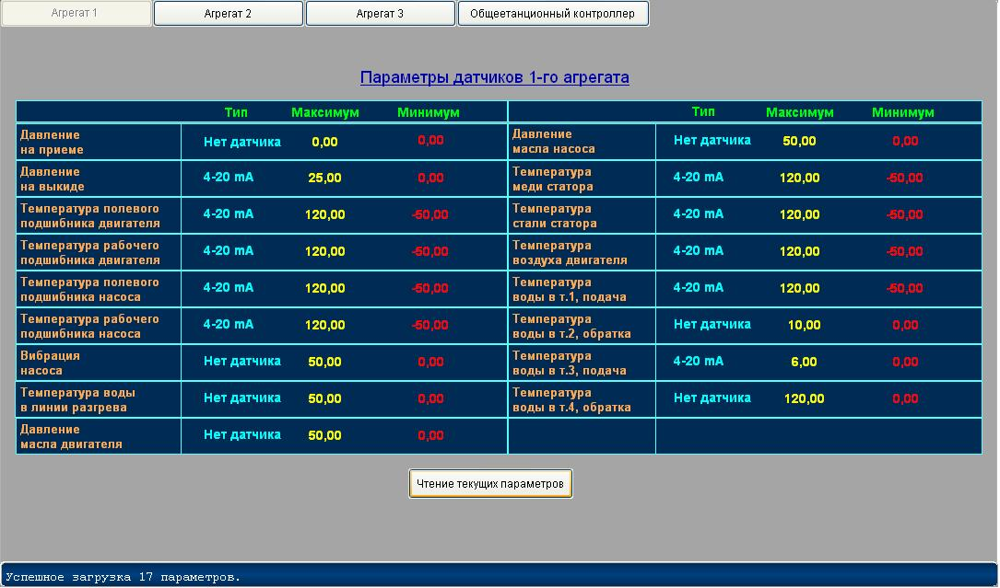 Агрегат 1 Агрегат 2 Агрегат 3 Общеетанционный контроллер
Параметры датчиков 1-го агрегата
Тип Максимум Минимум Тип Максимум Минимум
Давление
на приеме Нет датчика 0,00 0,00
Давление
масла насоса Нет датчика 50,00 0,00
Давление
на выкиде 4-20 mA 25,00 0,00
Температура
меди статора 4-20 mA 120,00 -50,00
Температура полевого
подшибника двигателя 4-20 mA 120,00 -50,00
Температура
стали статора 4-20 mA 120,00 -50,00
Температура рабочего
подшибника двигателя 4-20 mA 120,00 -50,00
Температура
воздуха двигателя 4-20 mA 120,00 -50,00
Температура полевого
подшибника насоса 4-20 mA 120,00 -50,00
Температура
воды в т.1, подача 4-20 mA 120,00 -50,00
Температура рабочего
подшибника насоса 4-20 mA 120,00 -50,00
Температура
воды в т.2, обратка Нет датчика 10,00 0,00
Вибрация
насоса Нет датчика 50,00 0,00
Температура
воды в т.3, подача 4-20 mA 6,00 0,00
Температура воды
в линии разгрева Нет датчика 50,00 0,00
Температура
воды в т.4, обратка Нет датчика 120,00 0,00
Давление
масла двигателя Нет датчика 50,00 0,00
Чтение текущих параметров
Успешное загрузка 17 параметров.